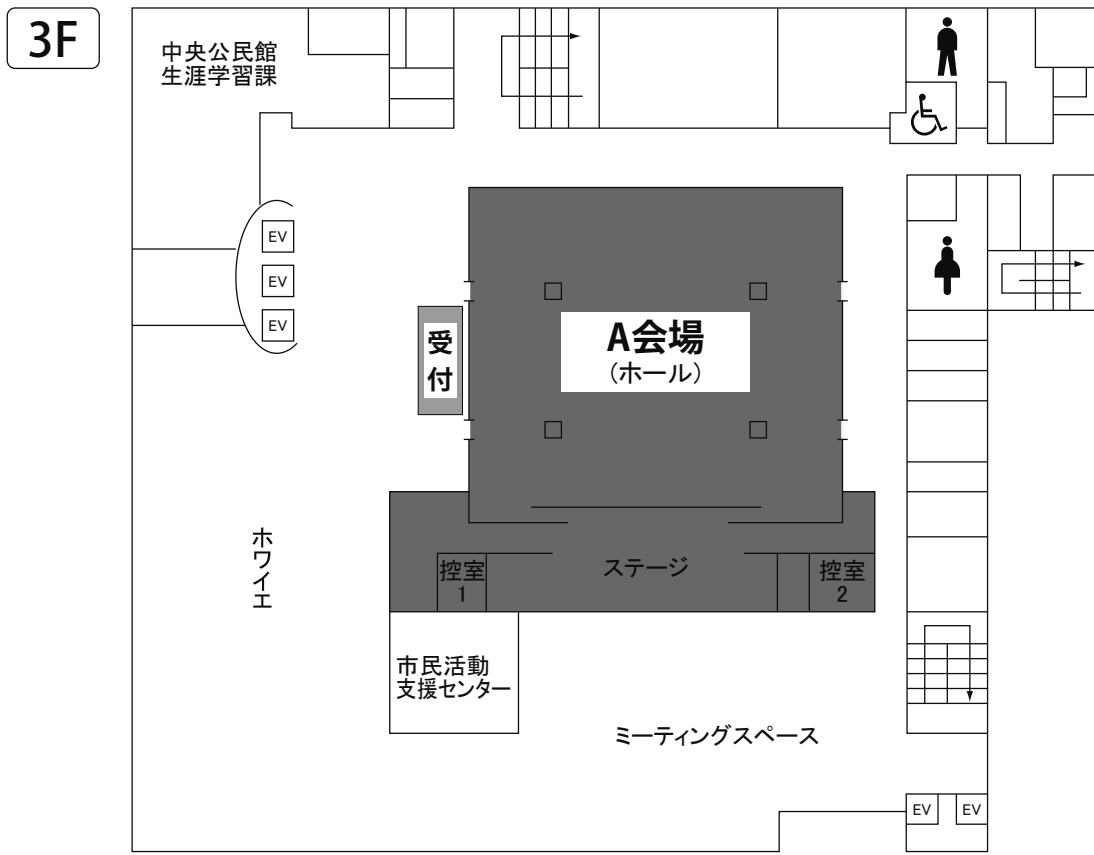 3F
中央公民館
生涯学習課
EV
EV
EV
受付
A会場
（ホール）
ホワイエ
ステージ
控室
1
控室
2
市民活動
支援センター
ミーティングスペース
EV
EV